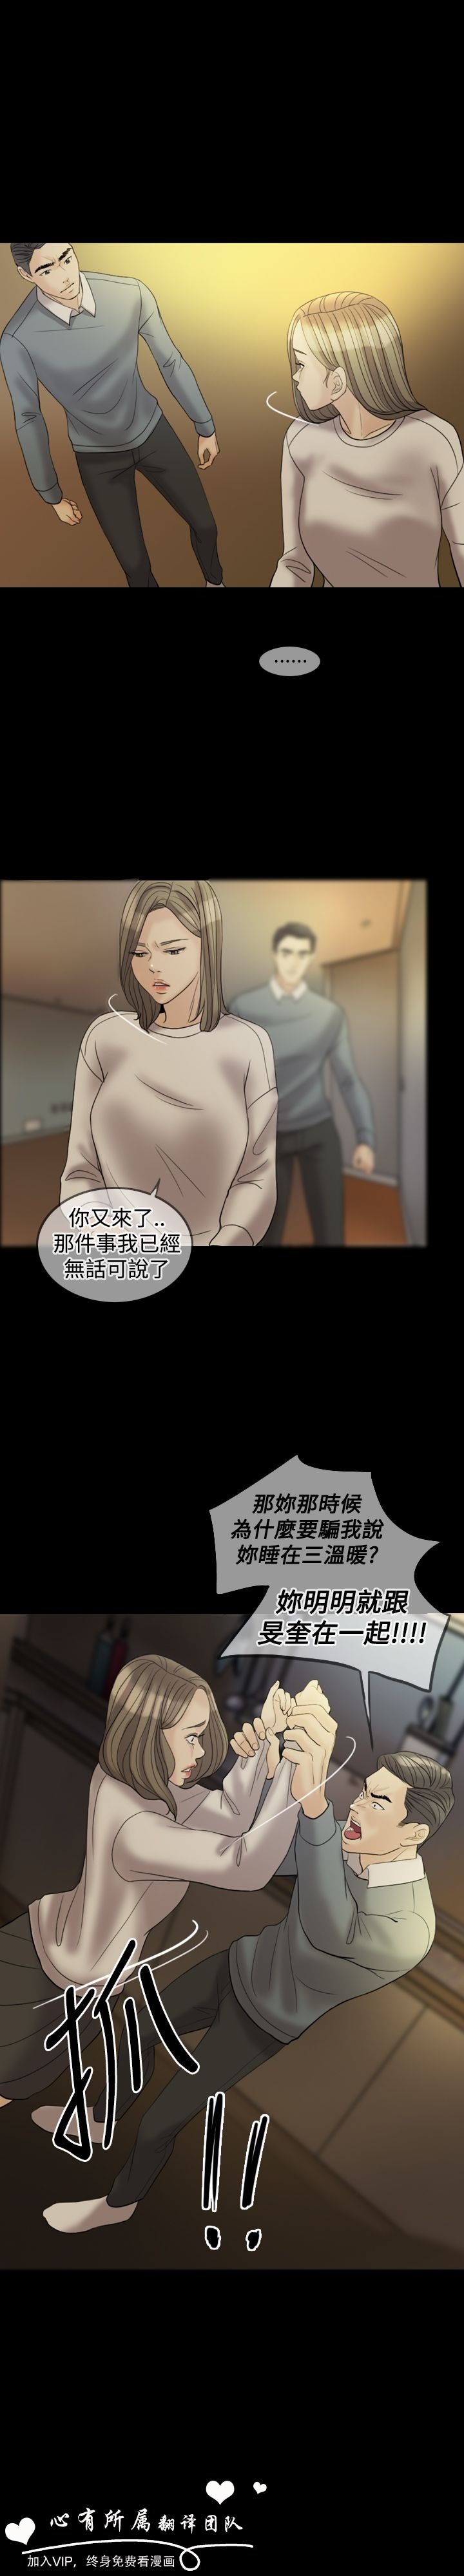 ……
你又來了..
那件事我已經
無話可說了
那妳那時候
為什麼要騙我說
妳睡在三溫暖?
妳明明就跟
旻奎在一起!!!!
抓
!!
心有所属翻译团队
加入VIP，终身免费看漫画